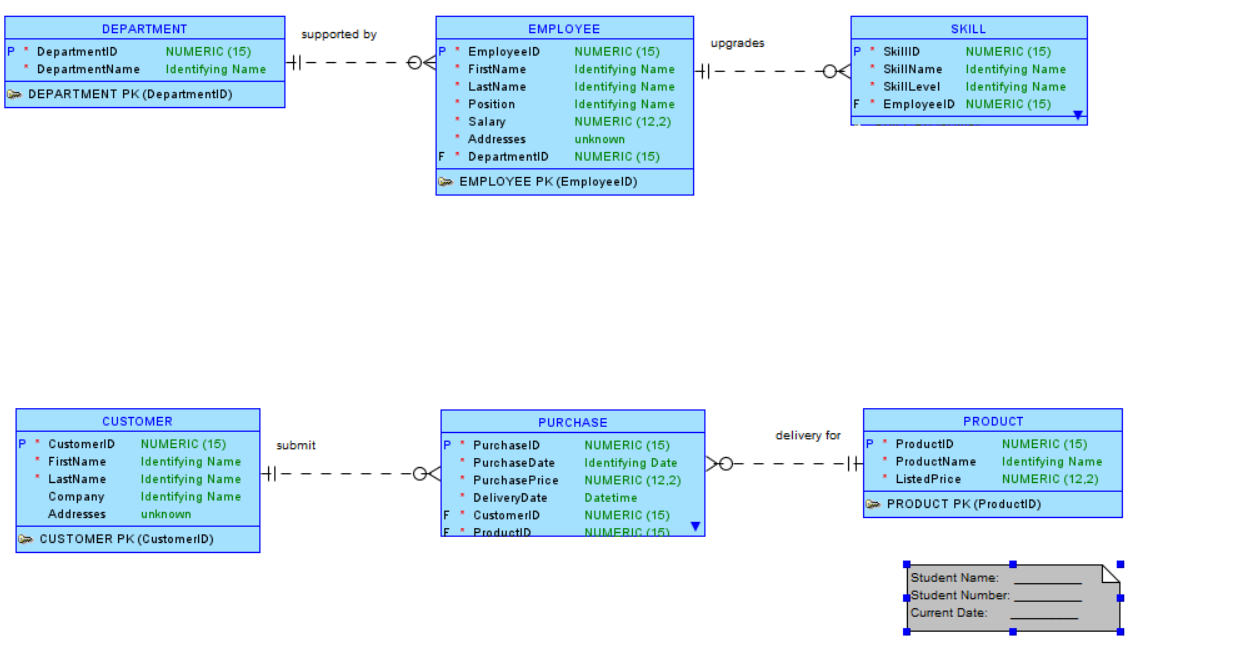 DEPARTMENT
P * DepartmentID NUMERIC (15)
* DepartmentName Identifying Name
DEPARTMENT PK (DepartmentID)
supported by
EMPLOYEE
P * EmployeeID NUMERIC (15)
* FirstName Identifying Name
* LastName Identifying Name
* Position Identifying Name
* Salary NUMERIC (12,2)
* Addresses unknown
F * DepartmentID NUMERIC (15)
EMPLOYEE PK (EmployeeID)
upgrades
SKILL
P * SkillID NUMERIC (15)
* SkillName Identifying Name
* SkillLevel Identifying Name
F * EmployeeID NUMERIC (15)
CUSTOMER
P * CustomerID NUMERIC (15)
* FirstName Identifying Name
* LastName Identifying Name
Company Identifying Name
Addresses unknown
CUSTOMER PK (CustomerID)
submit
PURCHASE
P * PurchaseID NUMERIC (15)
* PurchaseDate Identifying Date
* PurchasePrice NUMERIC (12,2)
* DeliveryDate Datetime
F * CustomerID NUMERIC (15)
F * ProductID NUMERIC (15)
delivery for
PRODUCT
P * ProductID NUMERIC (15)
* ProductName Identifying Name
* ListedPrice NUMERIC (12,2)
PRODUCT PK (ProductID)
Student Name: __________
Student Number: __________
Current Date: __________